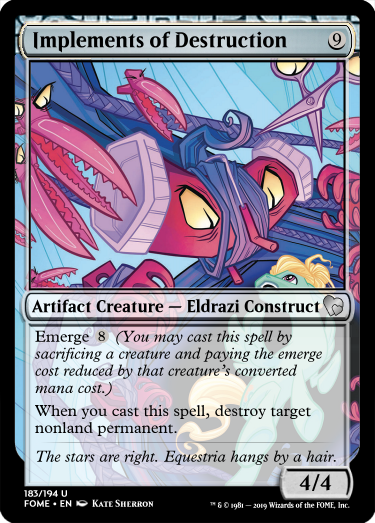 Implements of Destruction 9
Artifact Creature — Eldrazi Construct
Emerge 8 (You may cast this spell by
sacrificing a creature and paying the emerge
cost reduced by that creature's converted
mana cost.)
When you cast this spell, destroy target
nonland permanent.
The stars are right. Equestria hangs by a hair.
4/4
183/194 U
FOME • EN Kate Sherron
™ & © 1981 — 2019 Wizards of the FOME, Inc.